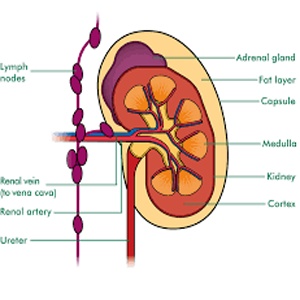 Lymph
nodes
Renal vein
(to vena cava)
Renal artery
Ureter
Adrenal gland
Fat layer
Capsule
Medulla
Kidney
Cortex